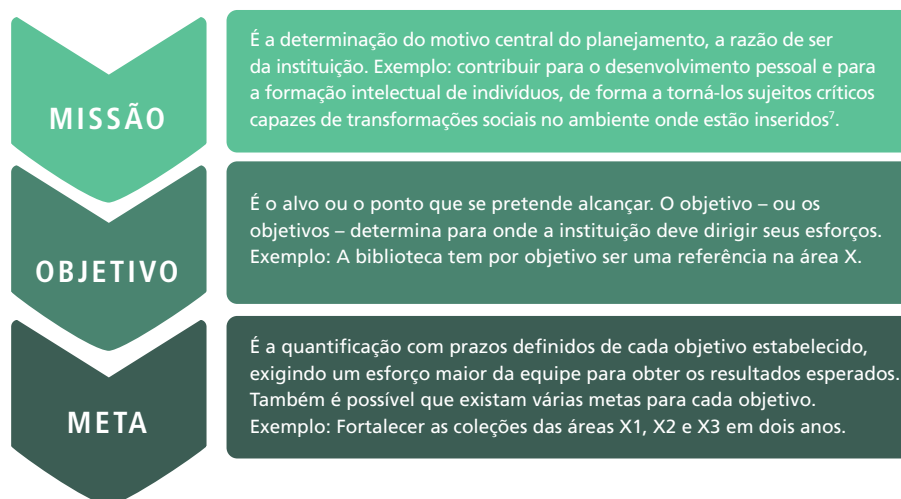 MISSÃO
É a determinação do motivo central do planejamento, a razão de ser
da instituição. Exemplo: contribuir para o desenvolvimento pessoal e para
a formação intelectual de indivíduos, de forma a torná-los sujeitos críticos
capazes de transformações sociais no ambiente onde estão inseridos⁷.
OBJETIVO
É o alvo ou o ponto que se pretende alcançar. O objetivo – ou os
objetivos – determina para onde a instituição deve dirigir seus esforços.
Exemplo: A biblioteca tem por objetivo ser uma referência na área X.
META
É a quantificação com prazos definidos de cada objetivo estabelecido,
exigindo um esforço maior da equipe para obter os resultados esperados.
Também é possível que existam várias metas para cada objetivo.
Exemplo: Fortalecer as coleções das áreas X1, X2 e X3 em dois anos.